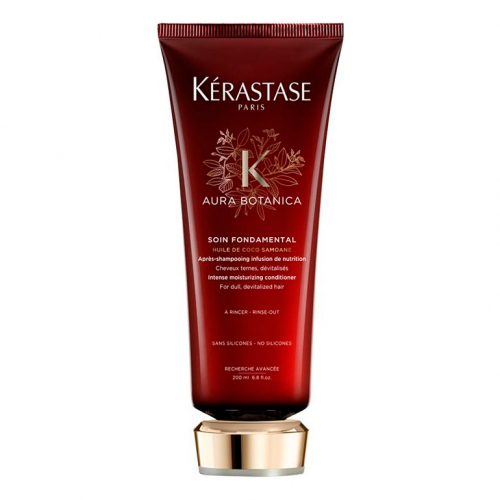 KÉRASTASE
PARIS
K
AURA BOTANICA
SOIN FONDAMENTAL
HUILE DE COCO SAMOANE
Après-shampooing infusion de nutrition
Cheveux ternes, dévitalisés
Intense moisturizing conditioner
For dull, devitalized hair
À RINCER - RINSE-OUT
SANS SILICONES - NO SILICONES
RECHERCHE AVANCÉE
200 ml 6.8 fl.oz.